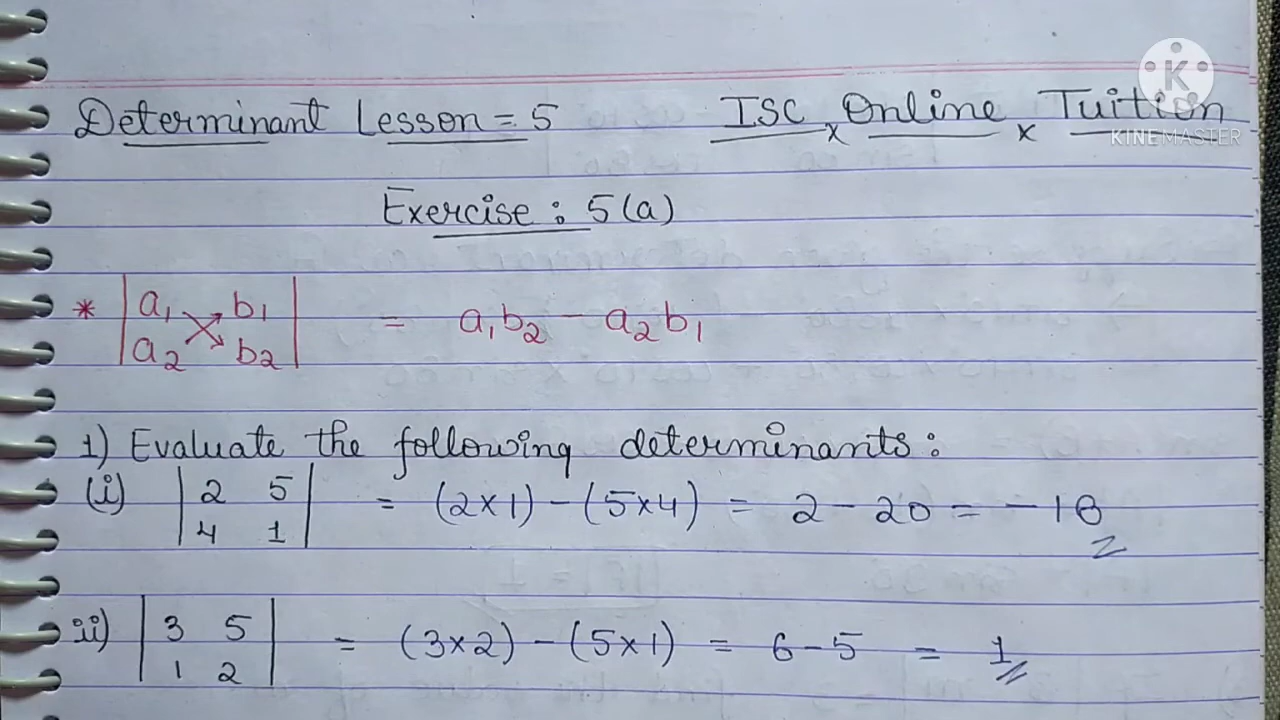 Determinant Lesson = 5 ISC x Online x Tuition
K
KINEMASTER
Exercise : 5(a)
* | a₁ b₁ | = a₁b₂ - a₂b₁
| a₂ b₂ |
1) Evaluate the following determinants :
(i) | 2 5 | = (2×1) - (5×4) = 2 - 20 = -18
| 4 1 |
ii) | 3 5 | = (3×2) - (5×1) = 6 - 5 = 1
| 1 2 |